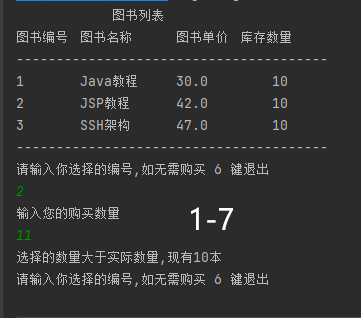 图书列表
图书编号 图书名称 图书单价 库存数量
----------------------------------------
1 Java教程 30.0 10
2 JSP教程 42.0 10
3 SSH架构 47.0 10
----------------------------------------
请输入你选择的编号,如无需购买 6 键退出
2
输入您的购买数量
1-7
11
选择的数量大于实际数量,现有10本
请输入你选择的编号,如无需购买 6 键退出